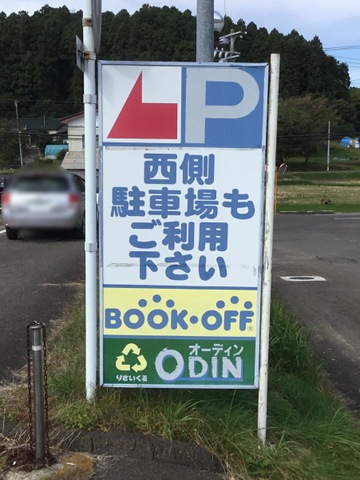 P
西側
駐車場も
ご利用
下さい
BOOK・OFF®
オーディン
りさいくる ODIN